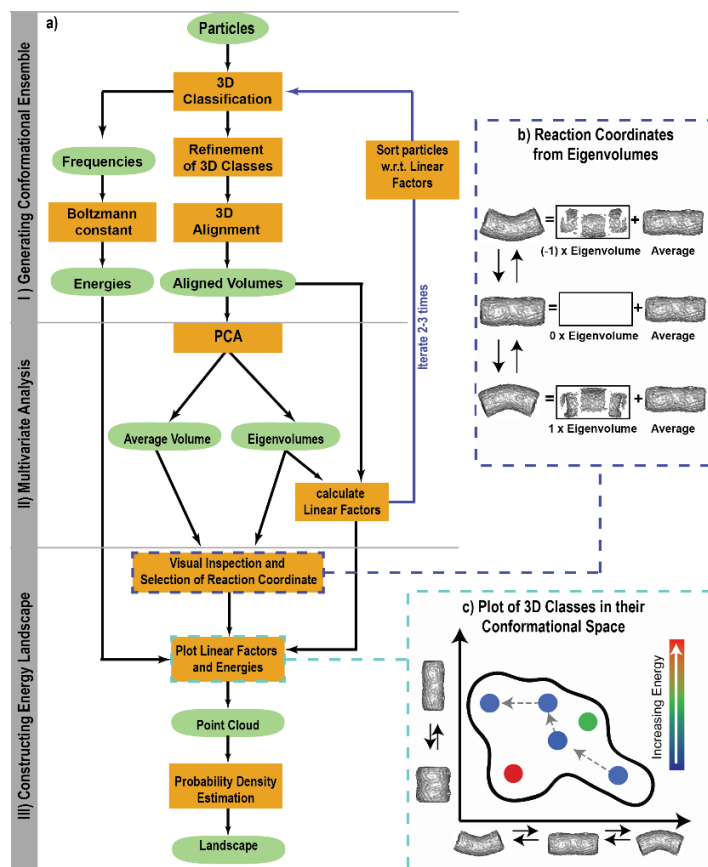 a)
Particles
3D
Classification
Frequencies
Refinement
of 3D Classes
Sort particles
w.r.t. Linear
Factors
Boltzmann
constant
3D
Alignment
Energies
Aligned Volumes
I ) Generating Conformational Ensemble
PCA
Iterate 2-3 times
Average Volume
Eigenvolumes
calculate
Linear Factors
II) Multivariate Analysis
Visual Inspection and
Selection of Reaction Coordinate
Plot Linear Factors
and Energies
Point Cloud
Probability Density
Estimation
Landscape
III) Constructing Energy Landscape
b) Reaction Coordinates
from Eigenvolumes
= +
(-1) x Eigenvolume Average
= +
0 x Eigenvolume Average
= +
1 x Eigenvolume Average
c) Plot of 3D Classes in their
Conformational Space
Increasing Energy